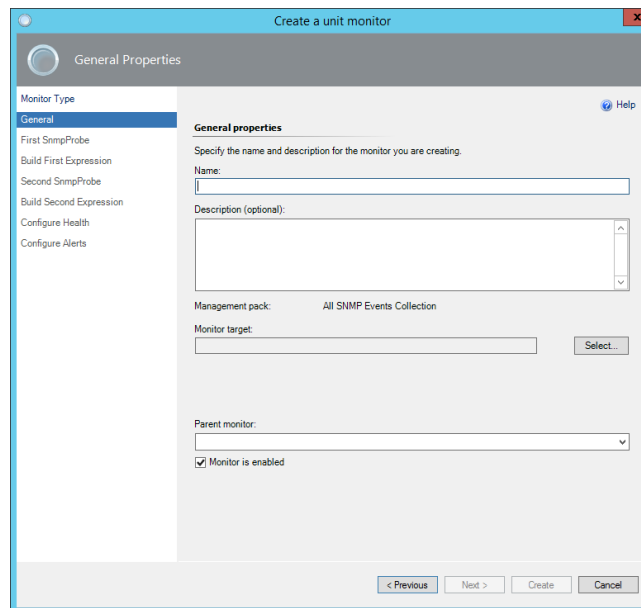 Create a unit monitor
x
General Properties
Monitor Type
Help
General
General properties
First SnmpProbe
Specify the name and description for the monitor you are creating.
Build First Expression
Name:
Second SnmpProbe
Build Second Expression
Description (optional):
Configure Health
Configure Alerts
Management pack: All SNMP Events Collection
Monitor target:
Select...
Parent monitor:
Monitor is enabled
< Previous Next > Create Cancel